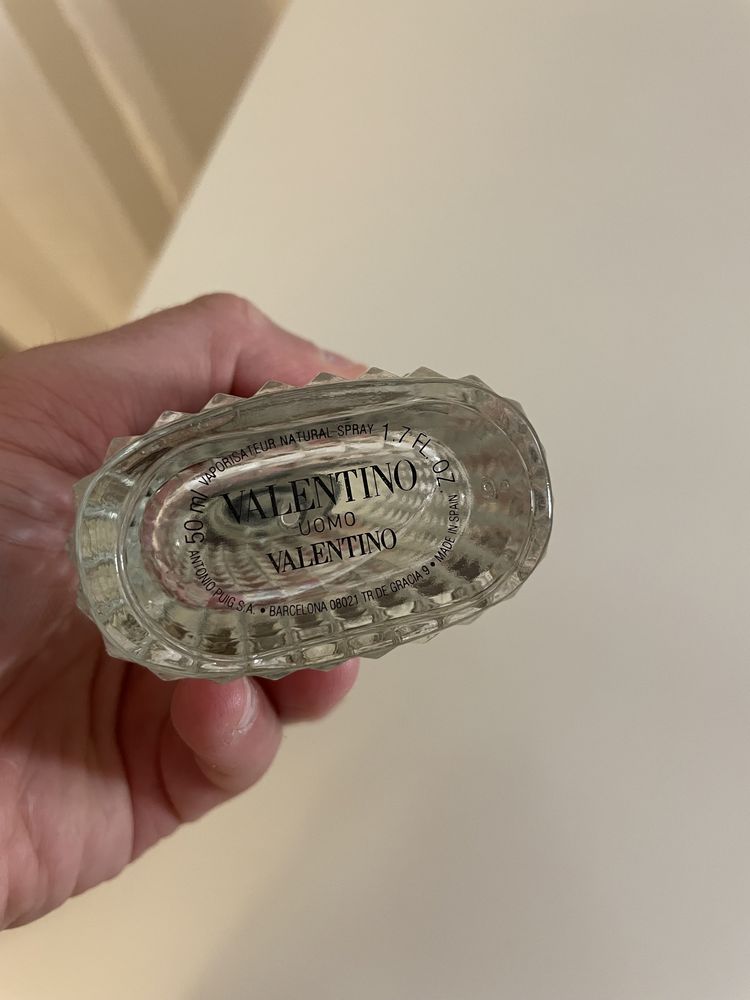 50 ml VAPORISATEUR NATURAL SPRAY 1.7 FL. OZ.
VALENTINO
UOMO
VALENTINO
ANTONIO PUIG S.A. • BARCELONA 08021 TR DE GRACIA 9 • MADE IN SPAIN